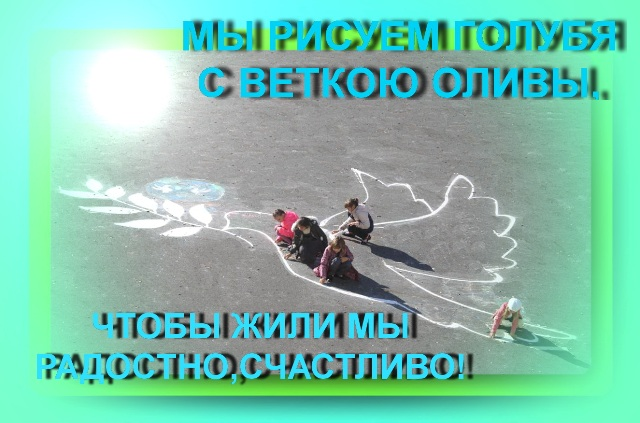 МЫ РИСУЕМ ГОЛУБЯ
С ВЕТКОЮ ОЛИВЫ..
ЧТОБЫ ЖИЛИ МЫ
РАДОСТНО,СЧАСТЛИВО!